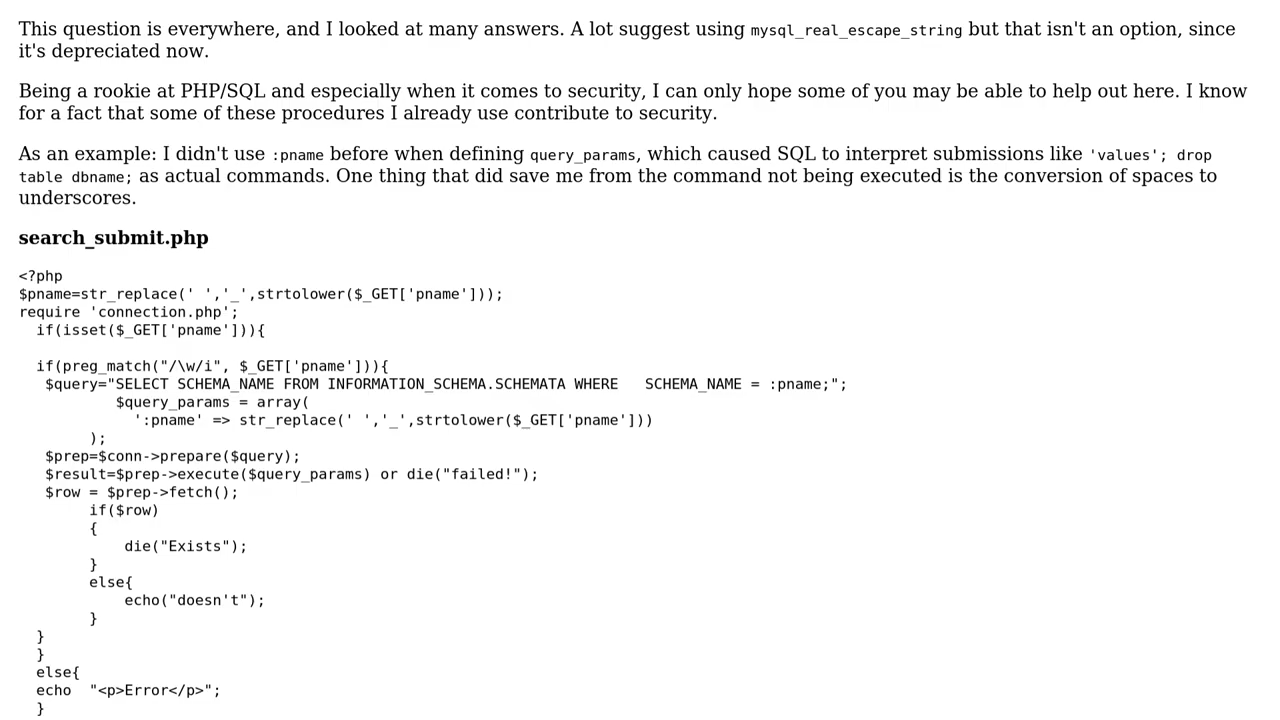 This question is everywhere, and I looked at many answers. A lot suggest using mysql_real_escape_string but that isn't an option, since
it's depreciated now.
Being a rookie at PHP/SQL and especially when it comes to security, I can only hope some of you may be able to help out here. I know
for a fact that some of these procedures I already use contribute to security.
As an example: I didn't use :pname before when defining query_params, which caused SQL to interpret submissions like 'values'; drop
table dbname; as actual commands. One thing that did save me from the command not being executed is the conversion of spaces to
underscores.
search_submit.php
<?php
$pname=str_replace(' ','_',strtolower($_GET['pname']));
require 'connection.php';
  if(isset($_GET['pname'])){
  if(preg_match("/\w/i", $_GET['pname'])){
   $query="SELECT SCHEMA_NAME FROM INFORMATION_SCHEMA.SCHEMATA WHERE   SCHEMA_NAME = :pname;";
           $query_params = array(
             ':pname' => str_replace(' ','_',strtolower($_GET['pname']))
        );
   $prep=$conn->prepare($query);
   $result=$prep->execute($query_params) or die("failed!");
   $row = $prep->fetch();
        if($row)
        {
            die("Exists");
        }
        else{
            echo("doesn't");
        }
  }
  }
  else{
  echo  "<p>Error</p>";
  }